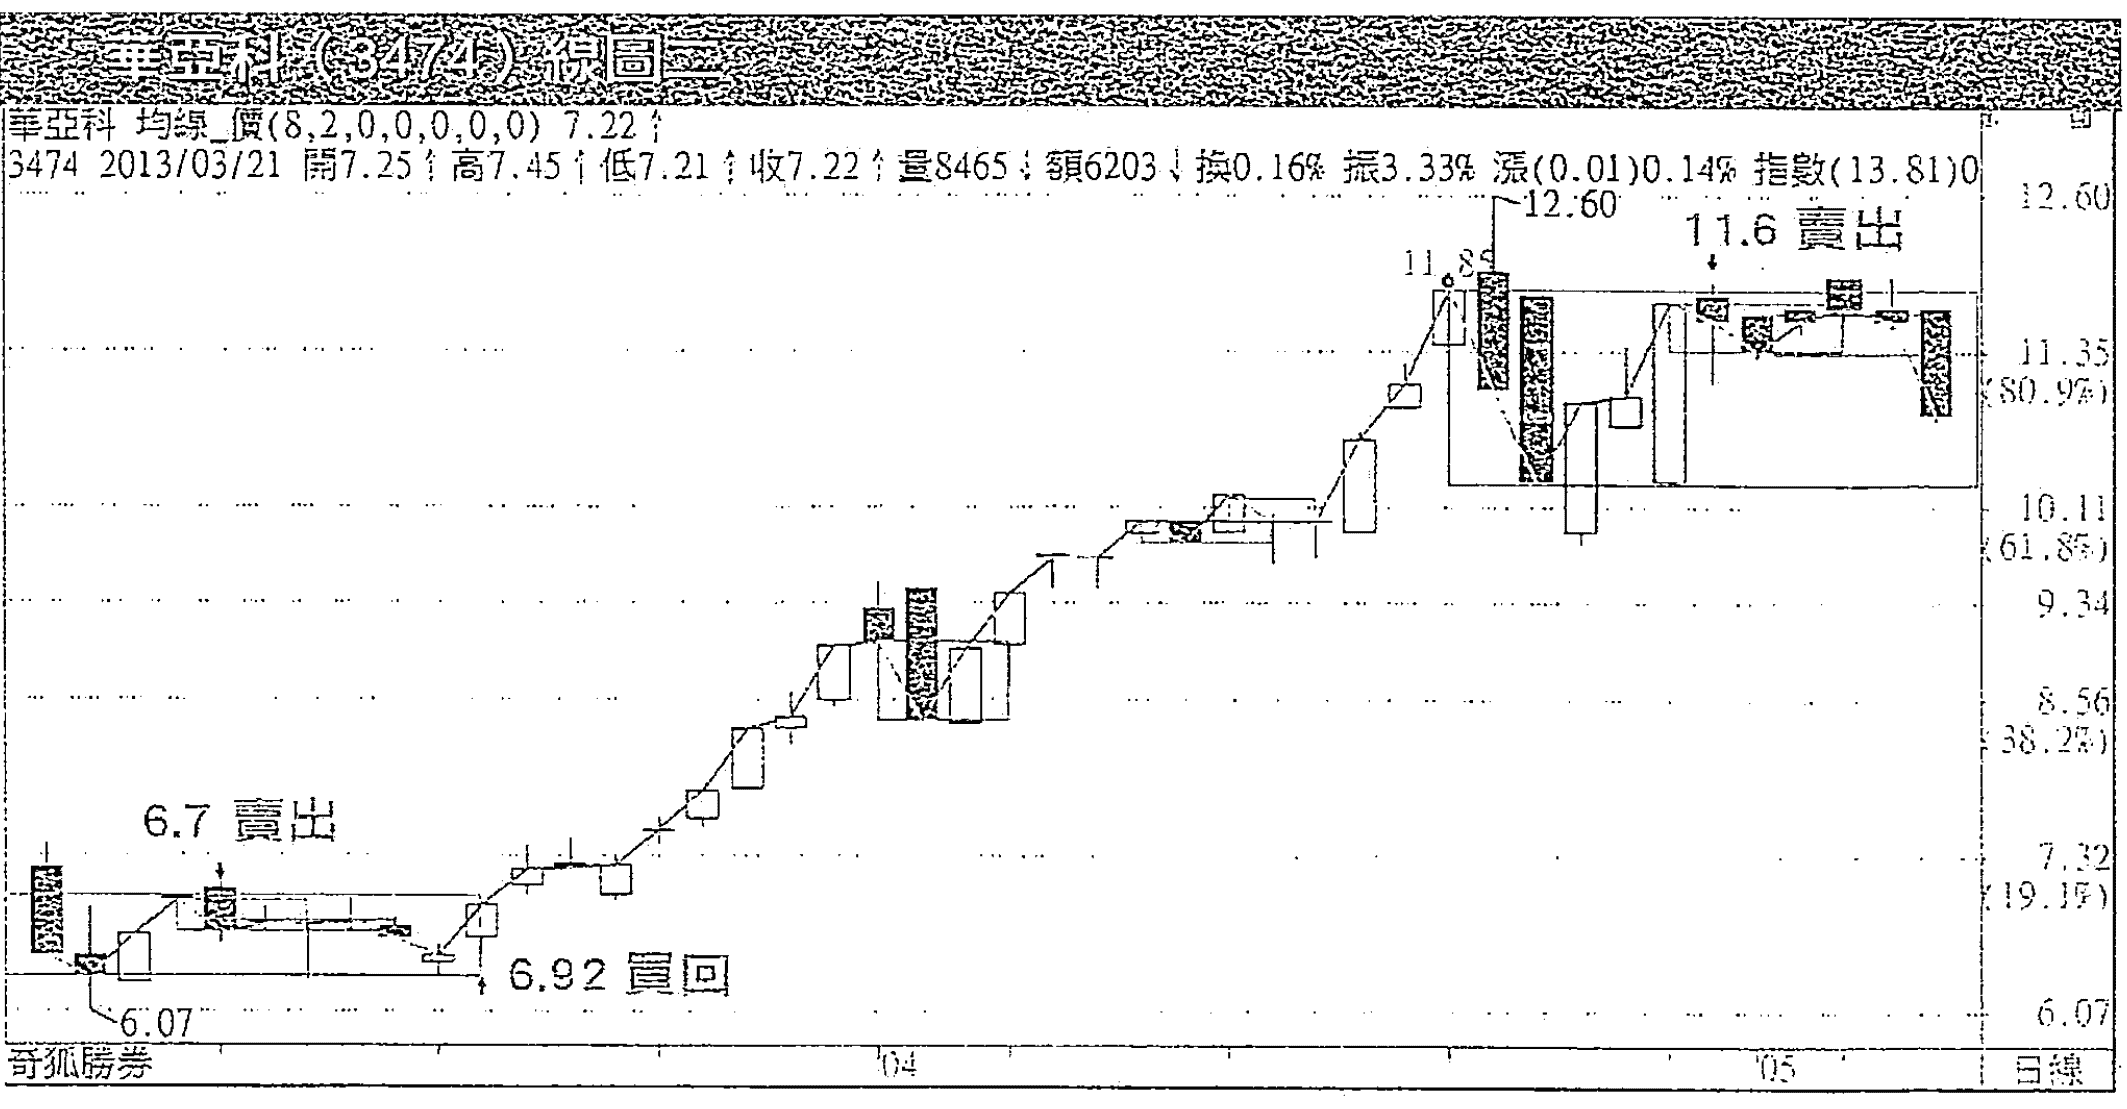 華亞科（3474）線圖二
華亞科 均線_價(8,2,0,0,0,0,0) 7.22↑
3474 2013/03/21 開7.25↑高7.45↑低7.21↑收7.22↑量8465↓額6203↓換0.16% 振3.33% 漲(0.01)0.14% 指數(13.81)0
12.60
12.60
11.6 賣出
11.85
11.35
(80.9%)
10.11
(61.8%)
9.34
8.56
(38.2%)
6.7 賣出
7.32
(19.1%)
6.92 買回
6.07
6.07
奇狐勝券
'04
'05
日線